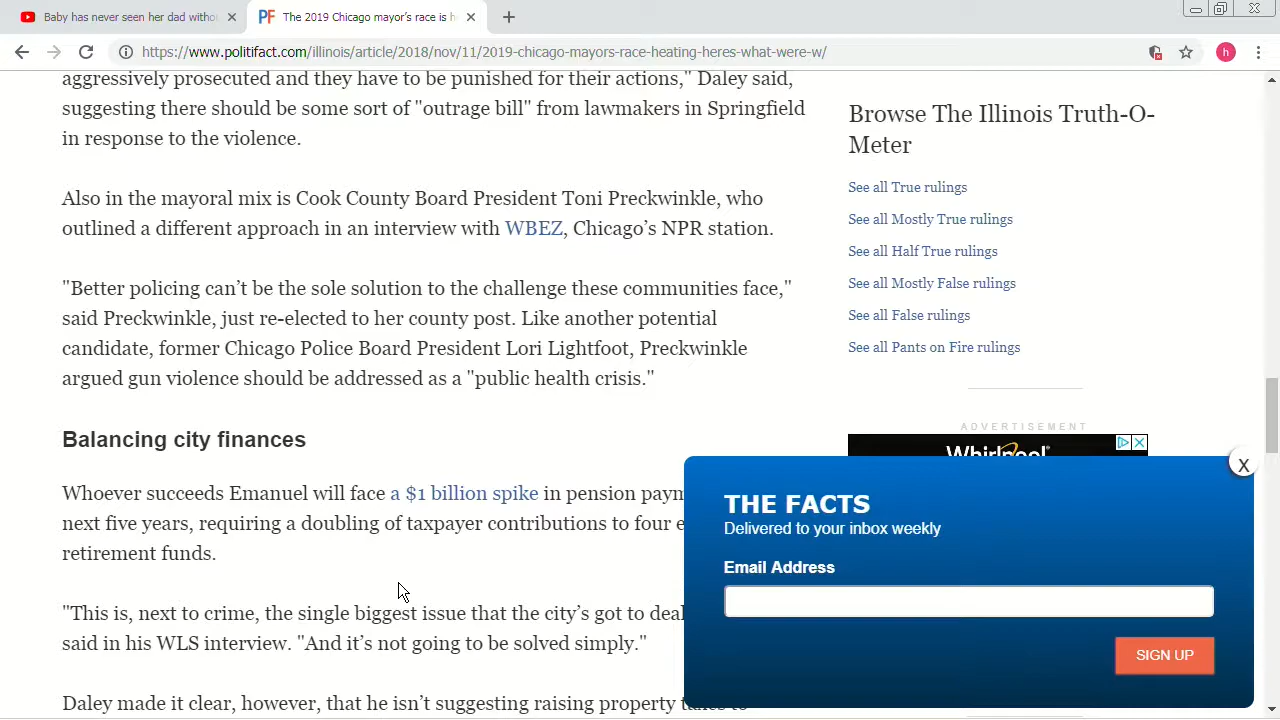 Baby has never seen her dad witho
The 2019 Chicago mayor's race is h
https://www.politifact.com/illinois/article/2018/nov/11/2019-chicago-mayors-race-heating-heres-what-were-w/
h
aggressively prosecuted and they have to be punished for their actions," Daley said,
suggesting there should be some sort of "outrage bill" from lawmakers in Springfield
in response to the violence.
Also in the mayoral mix is Cook County Board President Toni Preckwinkle, who
outlined a different approach in an interview with WBEZ, Chicago's NPR station.
"Better policing can't be the sole solution to the challenge these communities face,"
said Preckwinkle, just re-elected to her county post. Like another potential
candidate, former Chicago Police Board President Lori Lightfoot, Preckwinkle
argued gun violence should be addressed as a "public health crisis."
Balancing city finances
Whoever succeeds Emanuel will face a $1 billion spike in pension paym
next five years, requiring a doubling of taxpayer contributions to four e
retirement funds.
"This is, next to crime, the single biggest issue that the city's got to deal
said in his WLS interview. "And it's not going to be solved simply."
Daley made it clear, however, that he isn't suggesting raising property taxes to
Browse The Illinois Truth-O-
Meter
See all True rulings
See all Mostly True rulings
See all Half True rulings
See all Mostly False rulings
See all False rulings
See all Pants on Fire rulings
ADVERTISEMENT
Whirlpool
X
THE FACTS
Delivered to your inbox weekly
Email Address
SIGN UP